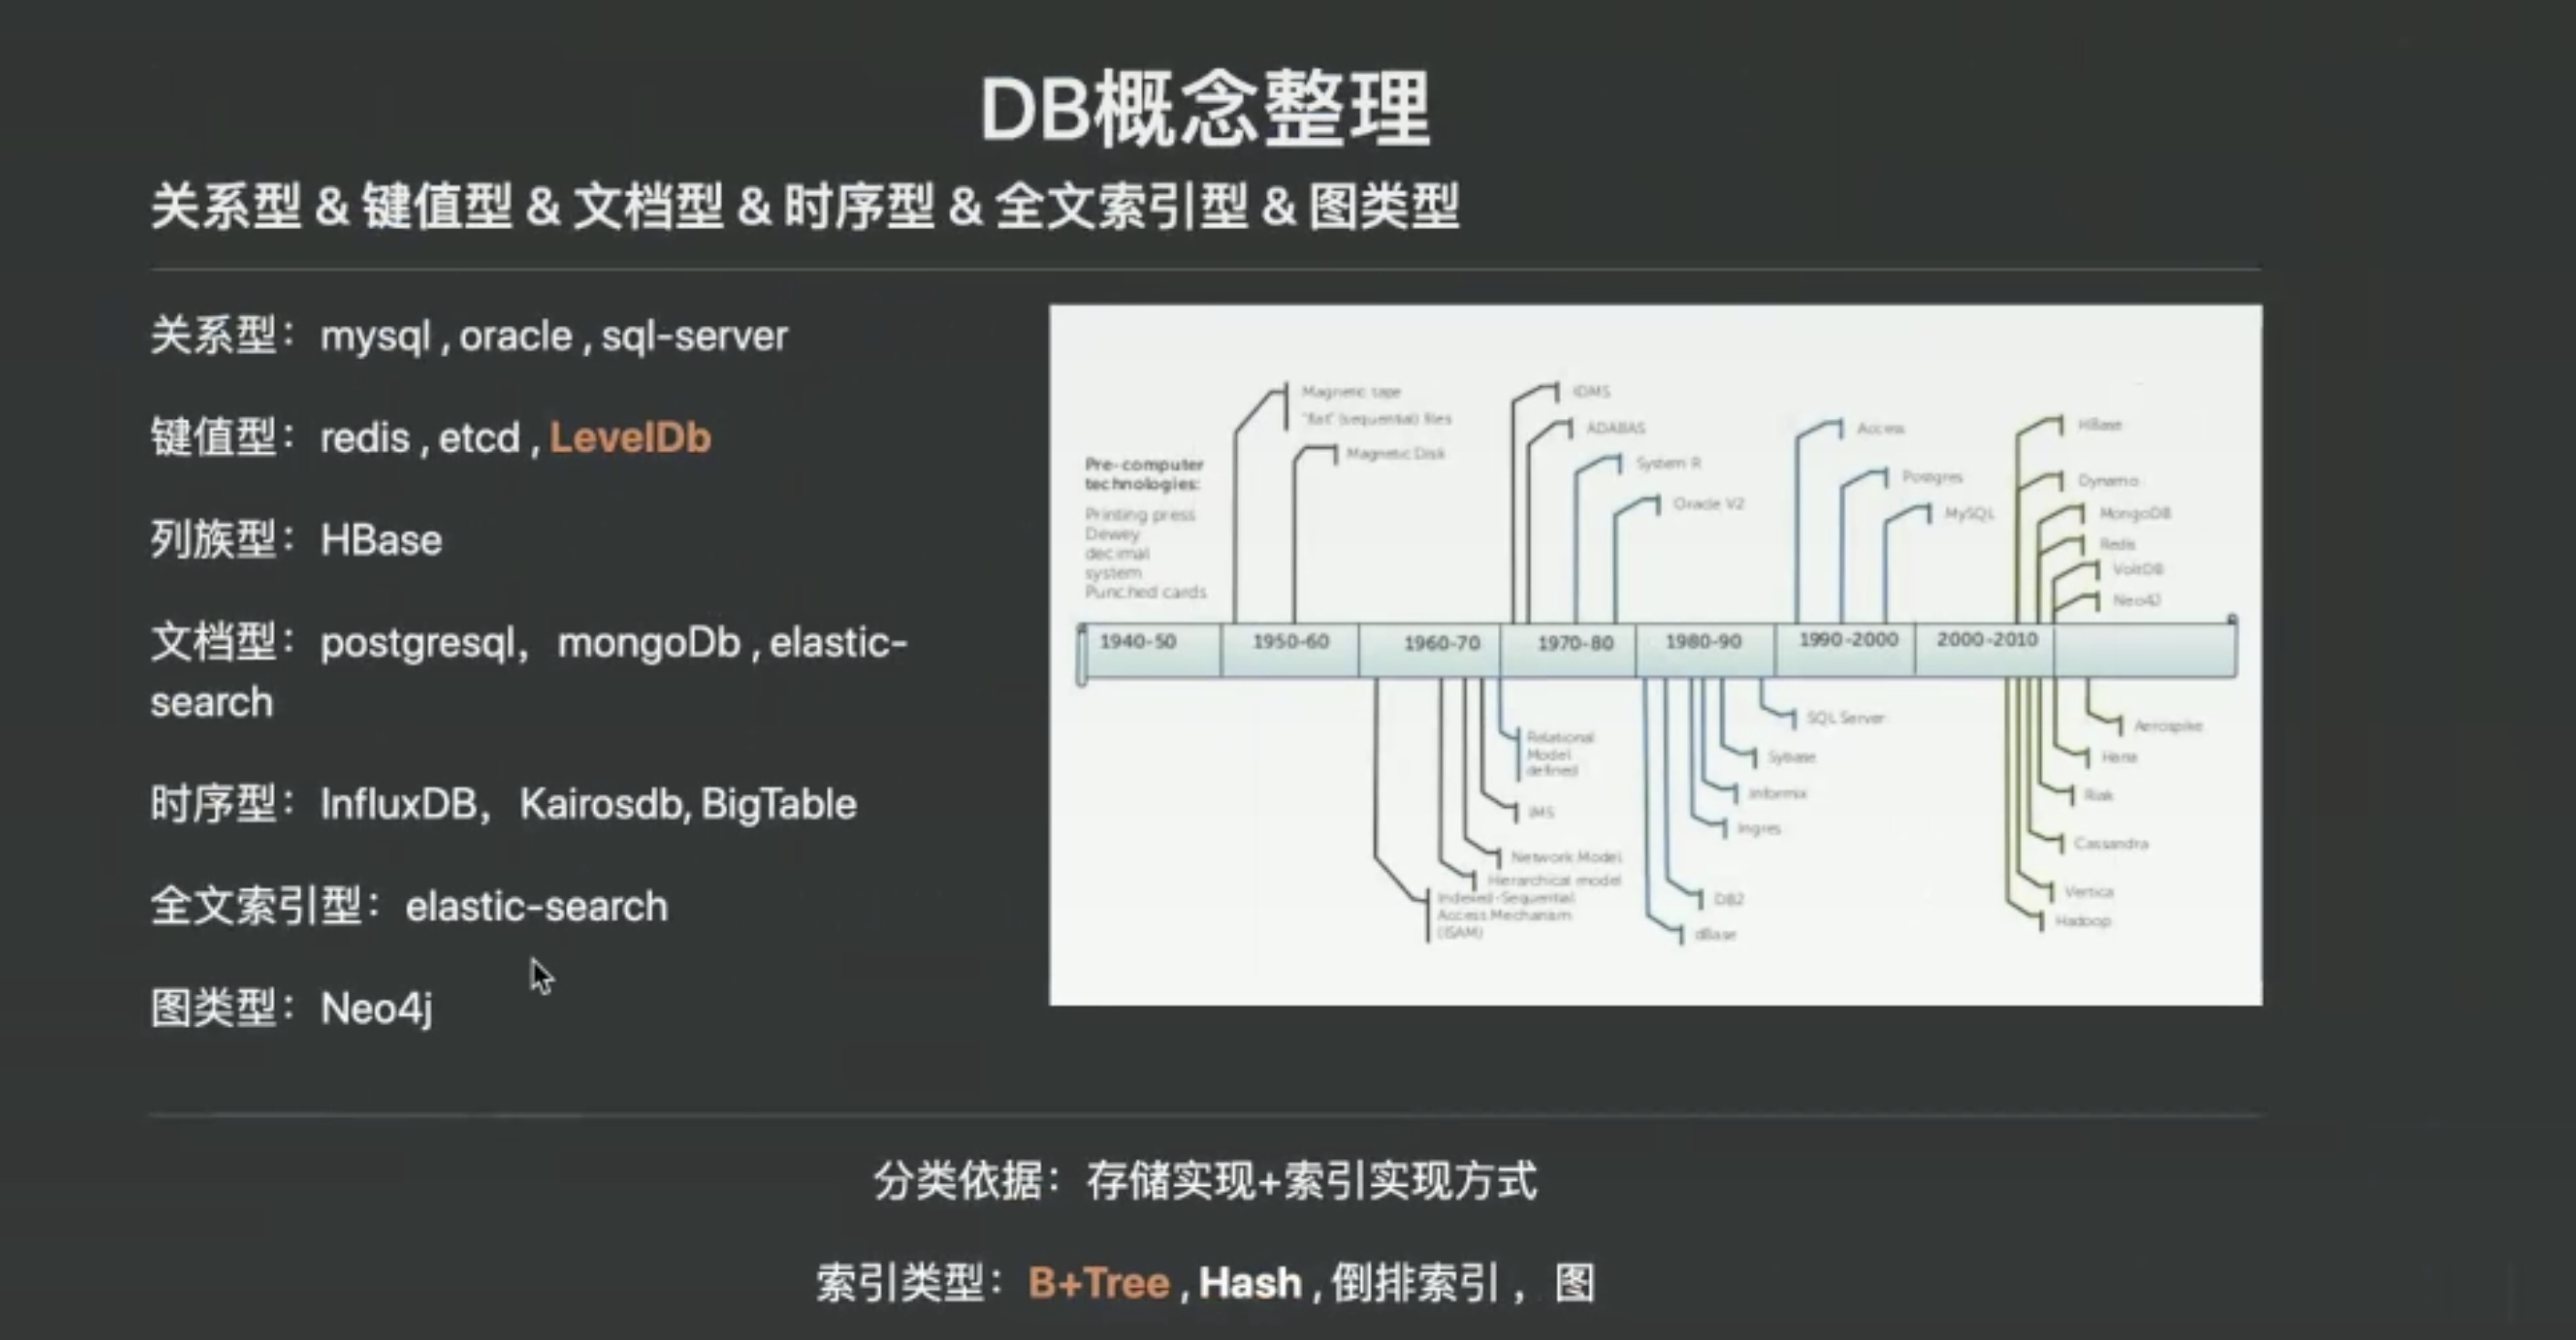 DB概念整理
关系型 & 键值型 & 文档型 & 时序型 & 全文索引型 & 图类型
关系型：mysql , oracle , sql-server
键值型：redis , etcd , LevelDb
列族型：HBase
文档型：postgresql，mongoDb , elastic-
search
时序型：InfluxDB，Kairosdb, BigTable
全文索引型：elastic-search
图类型：Neo4j
Magnetic tape
"flat" (sequential) files
Magnetic Disk
Pre-computer
technologies:
Printing press
Dewey
decimal
system
Punched cards
IDMS
ADABAS
System R
Oracle V2
Access
Postgres
MySQL
HBase
Dynamo
MongoDB
Redis
VoltDB
Neo4J
1940-50
1950-60
1960-70
1970-80
1980-90
1990-2000
2000-2010
Relational
Model
defined
IMS
Network Model
Hierarchical model
Indexed-Sequential
Access Mechanism
(ISAM)
SQL Server
Sybase
Informix
Ingres
DB2
dBase
Aerospike
Hana
Riak
Cassandra
Vertica
Hadoop
分类依据：存储实现+索引实现方式
索引类型：B+Tree , Hash , 倒排索引 ，图